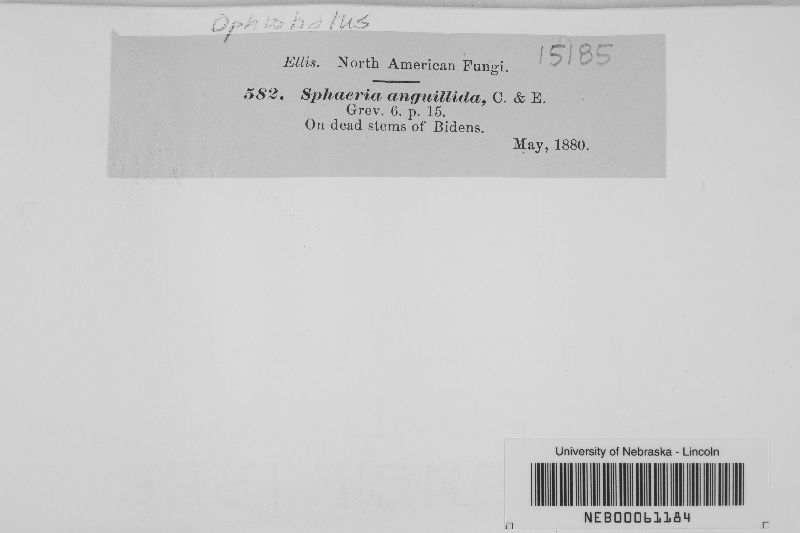 Ophiobolus
Ellis. North American Fungi.
15185
582. Sphaeria anguillida, C. & E.
Grev. 6, p. 15.
On dead stems of Bidens.
May, 1880.
University of Nebraska - Lincoln
NEB00061184